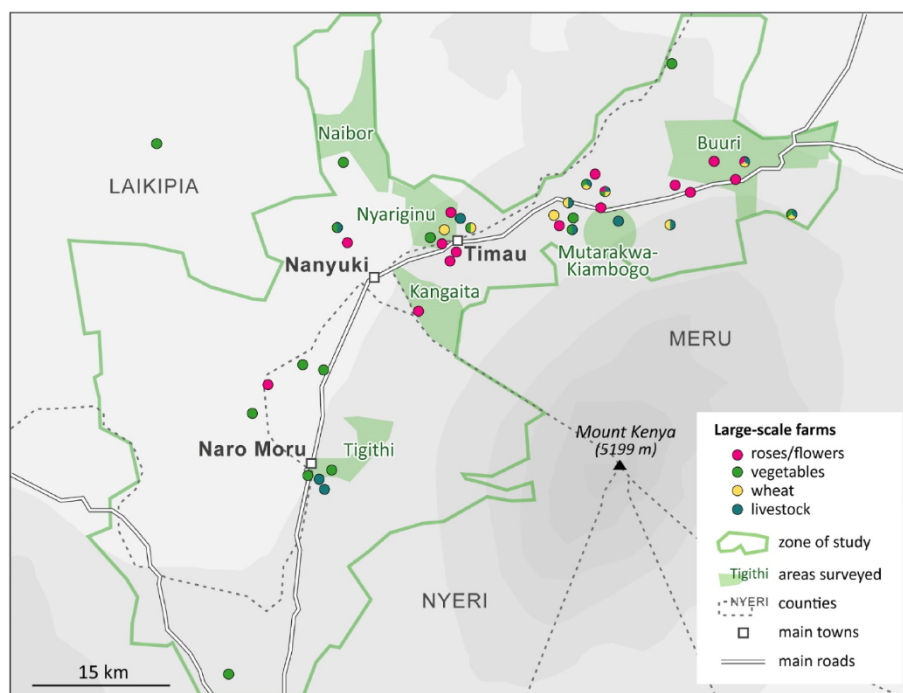 Naibor
Buuri
LAIKIPIA
Nyariginu
Timau
Mutarakwa-
Kiambogo
Nanyuki
Kangaita
MERU
Mount Kenya
(5199 m)
Naro Moru
Tigithi
NYERI
15 km
Large-scale farms
roses/flowers
vegetables
wheat
livestock
zone of study
Tigithi areas surveyed
NYERI counties
main towns
main roads